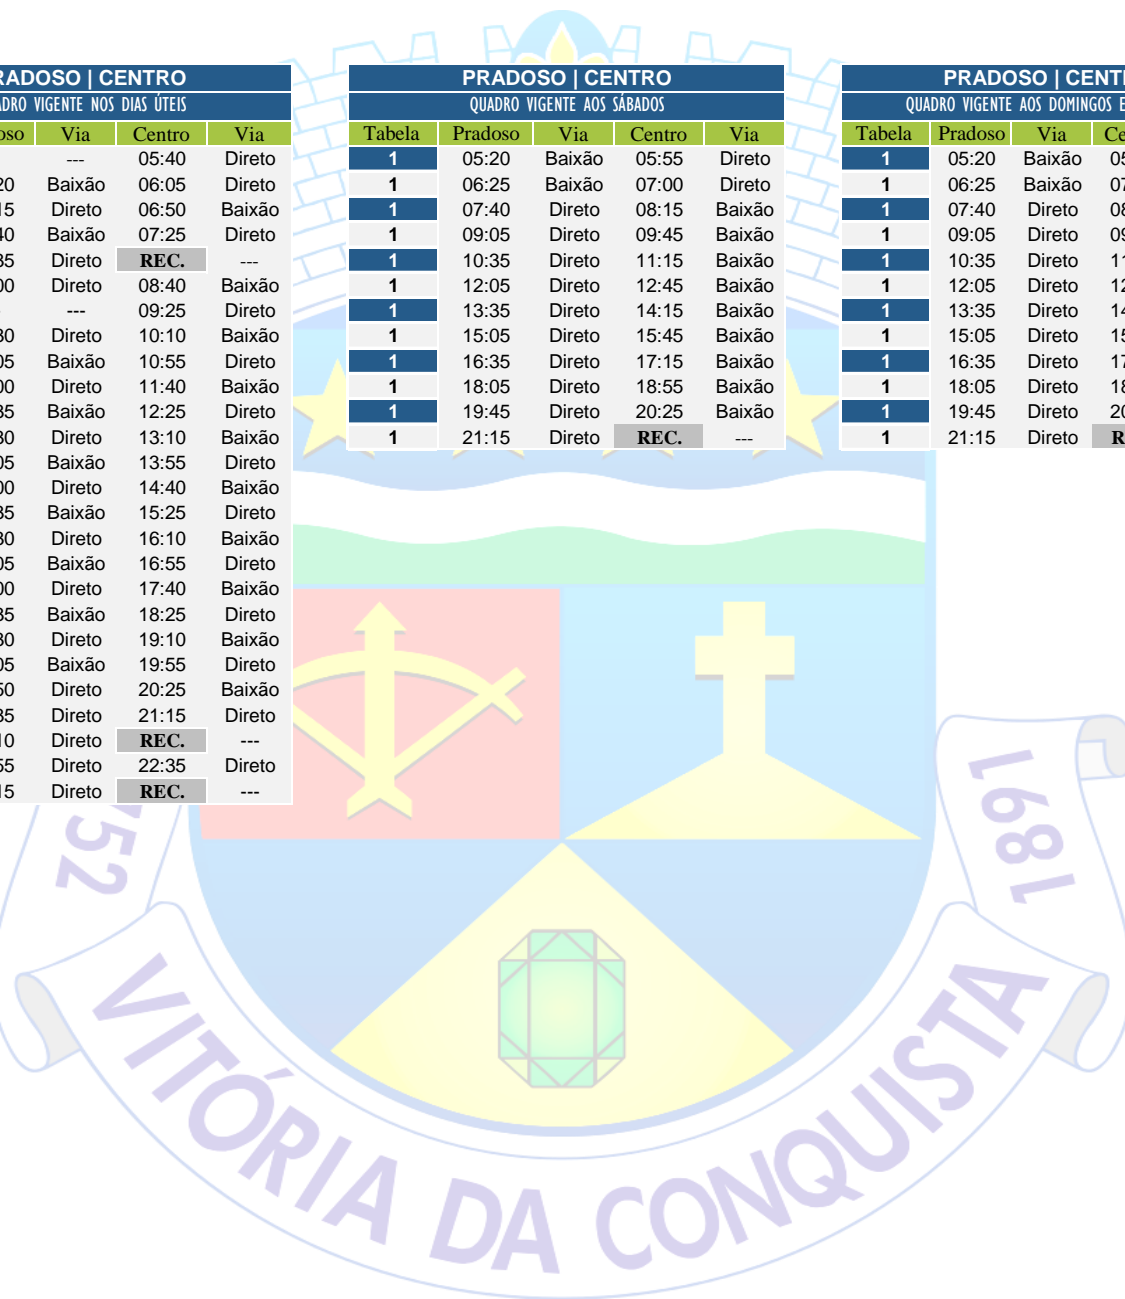 PRADOSO | CENTRO
QUADRO VIGENTE AOS SÁBADOS
Tabela Pradoso Via Centro Via
1 05:20 Baixão 05:55 Direto
1 06:25 Baixão 07:00 Direto
1 07:40 Direto 08:15 Baixão
1 09:05 Direto 09:45 Baixão
1 10:35 Direto 11:15 Baixão
1 12:05 Direto 12:45 Baixão
1 13:35 Direto 14:15 Baixão
1 15:05 Direto 15:45 Baixão
1 16:35 Direto 17:15 Baixão
1 18:05 Direto 18:55 Baixão
1 19:45 Direto 20:25 Baixão
1 21:15 Direto REC. ---
| CENTRO
VIGENTE NOS DIAS ÚTEIS
Via Centro Via
--- 05:40 Direto
Baixão 06:05 Direto
Direto 06:50 Baixão
Baixão 07:25 Direto
Direto REC. ---
Direto 08:40 Baixão
--- 09:25 Direto
Direto 10:10 Baixão
Baixão 10:55 Direto
Direto 11:40 Baixão
Baixão 12:25 Direto
Direto 13:10 Baixão
Baixão 13:55 Direto
Direto 14:40 Baixão
Baixão 15:25 Direto
Direto 16:10 Baixão
Baixão 16:55 Direto
Direto 17:40 Baixão
Baixão 18:25 Direto
Direto 19:10 Baixão
Baixão 19:55 Direto
Direto 20:25 Baixão
Direto 21:15 Direto
Direto REC. ---
Direto 22:35 Direto
Direto REC. ---
PRADOSO |
QUADRO VIGENTE AOS DOMINGOS E
Tabela Pradoso Via
1 05:20 Baixão
1 06:25 Baixão
1 07:40 Direto
1 09:05 Direto
1 10:35 Direto
1 12:05 Direto
1 13:35 Direto
1 15:05 Direto
1 16:35 Direto
1 18:05 Direto
1 19:45 Direto
1 21:15 Direto
1891
VITÓRIA DA CONQUISTA